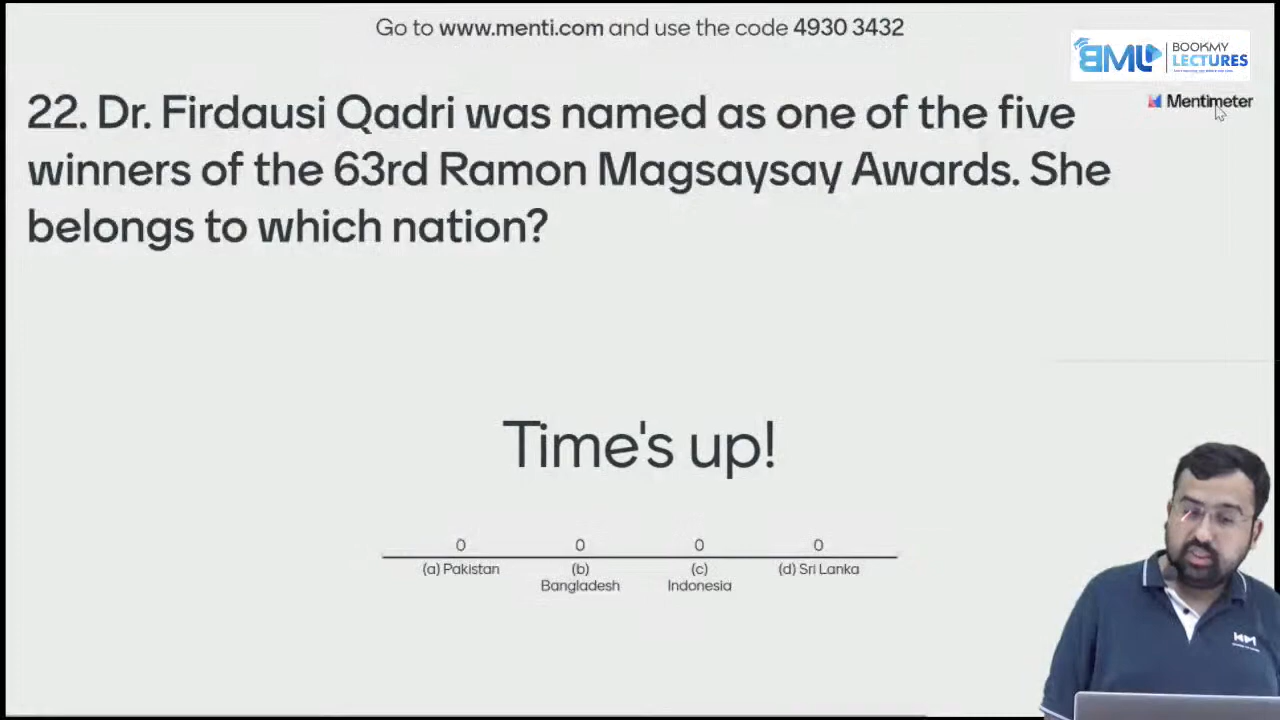 Go to www.menti.com and use the code 4930 3432
BML
BOOKMY
LECTURES
Mentimeter
22. Dr. Firdausi Qadri was named as one of the five
winners of the 63rd Ramon Magsaysay Awards. She
belongs to which nation?
Time's up!
0 0 0 0
(a) Pakistan (b) (c) (d) Sri Lanka
Bangladesh Indonesia